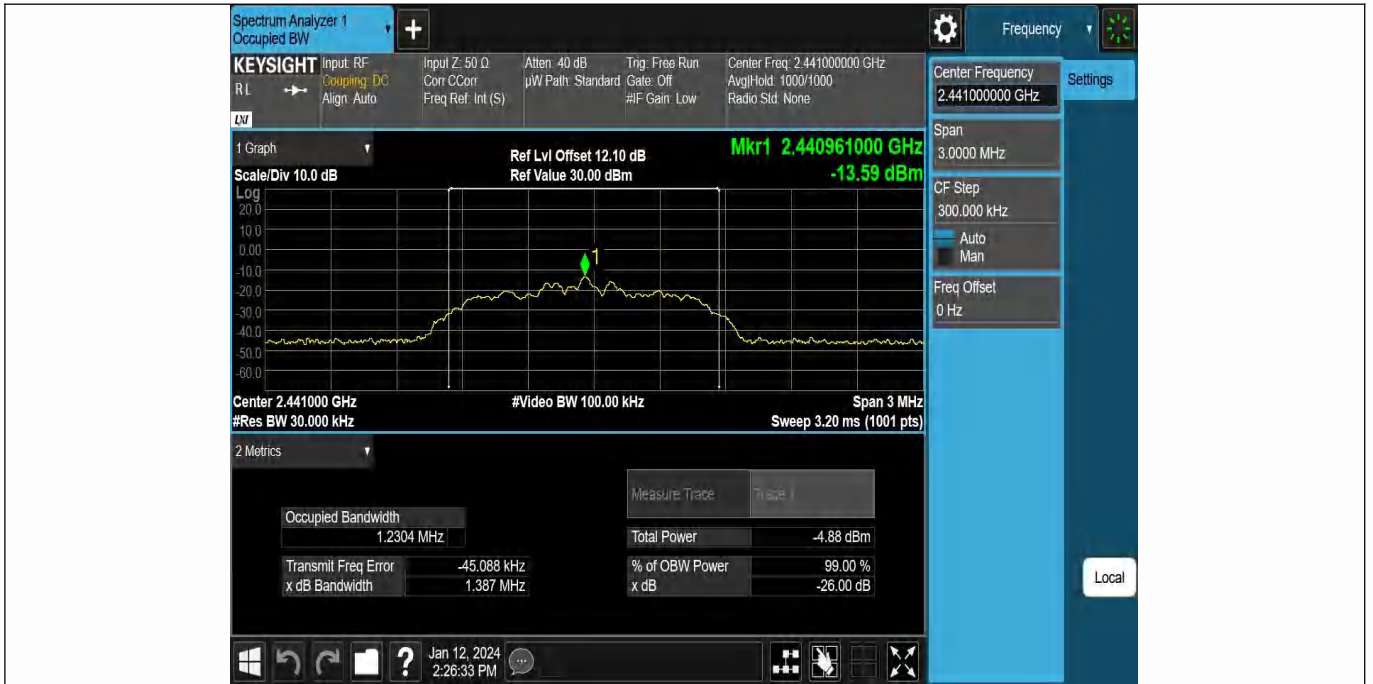 Spectrum Analyzer 1
Occupied BW
+
Frequency
KEYSIGHT
R L
LXI
Input: RF
Coupling: DC
Align: Auto
Input Z: 50 Ω
Corr CCorr
Freq Ref: Int (S)
Atten: 40 dB
µW Path: Standard
Trig: Free Run
Gate: Off
#IF Gain: Low
Center Freq: 2.441000000 GHz
Avg|Hold: 1000/1000
Radio Std: None
Center Frequency
2.441000000 GHz
Settings
Span
3.0000 MHz
CF Step
300.000 kHz
Auto
Man
Freq Offset
0 Hz
Local
1 Graph
Scale/Div 10.0 dB
Ref Lvl Offset 12.10 dB
Ref Value 30.00 dBm
Mkr1 2.440961000 GHz
-13.59 dBm
Log
20.0
10.0
0.00
-10.0
-20.0
-30.0
-40.0
-50.0
-60.0
1
Center 2.441000 GHz
#Video BW 100.00 kHz
Span 3 MHz
#Res BW 30.000 kHz
Sweep 3.20 ms (1001 pts)
2 Metrics
Measure Trace
Trace 1
Occupied Bandwidth
1.2304 MHz
Total Power
-4.88 dBm
Transmit Freq Error
-45.088 kHz
% of OBW Power
99.00 %
x dB Bandwidth
1.387 MHz
x dB
-26.00 dB
?
Jan 12, 2024
2:26:33 PM